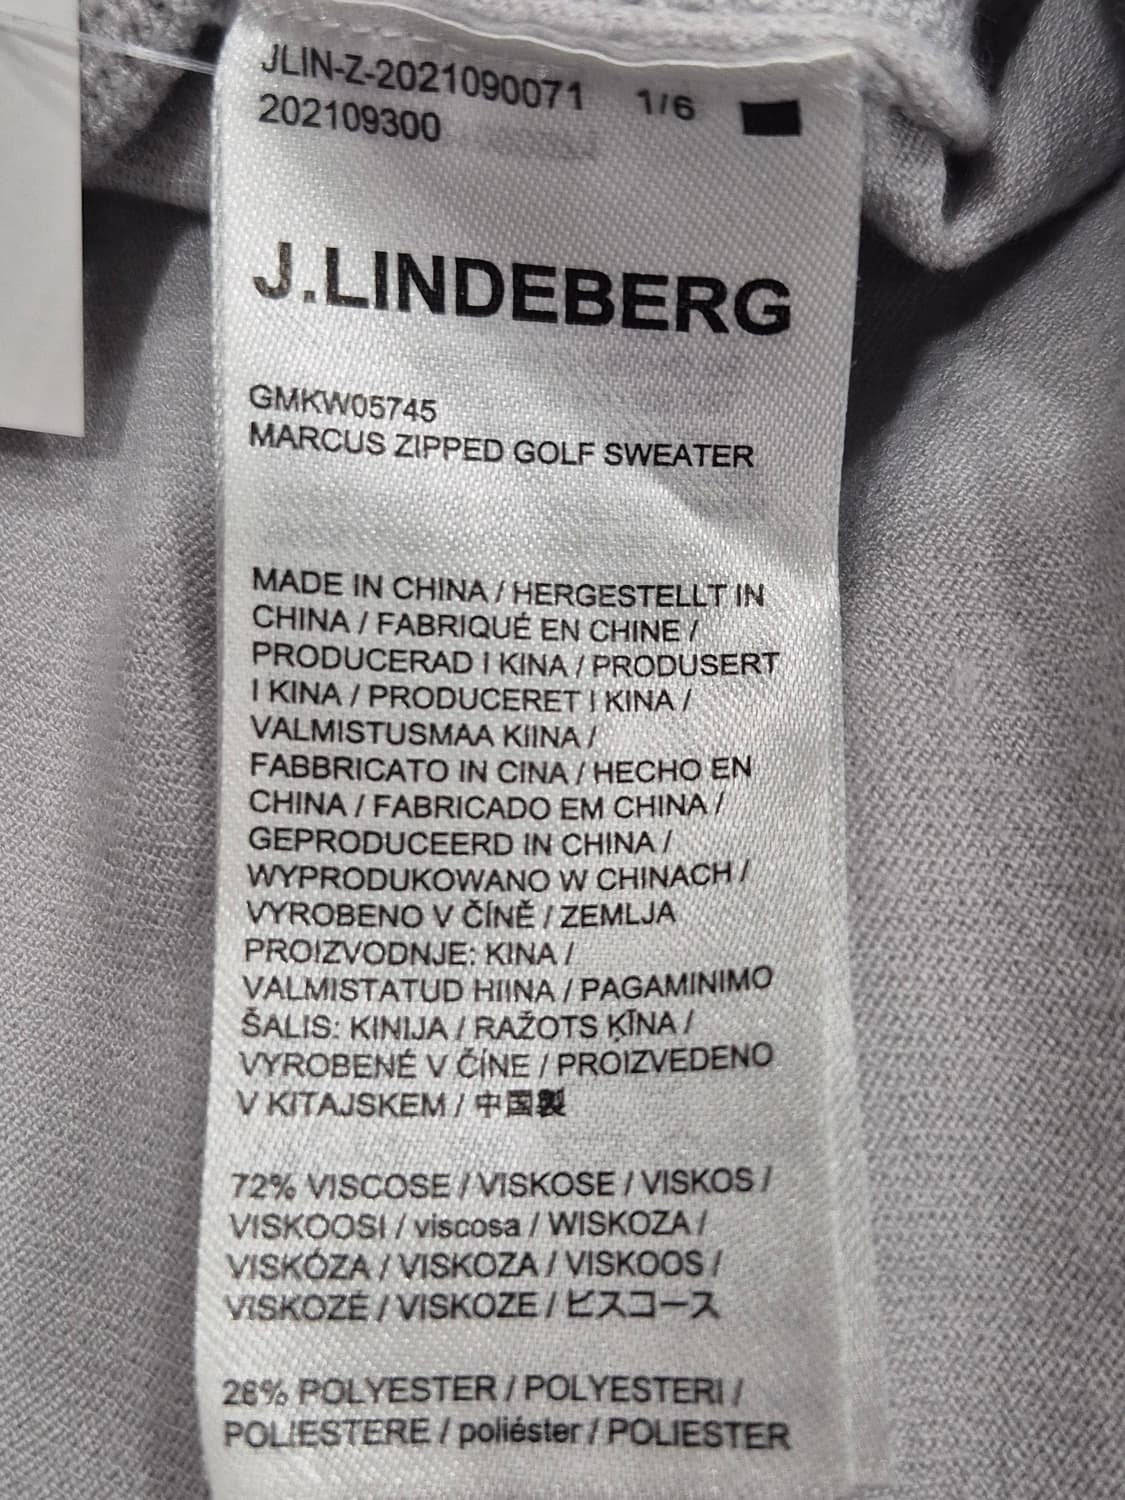 JLIN-Z-2021090071 1/6
202109300
J.LINDEBERG
GMKW05745
MARCUS ZIPPED GOLF SWEATER
MADE IN CHINA / HERGESTELLT IN
CHINA / FABRIQUÉ EN CHINE /
PRODUCERAD I KINA / PRODUSERT
I KINA / PRODUCERET I KINA /
VALMISTUSMAA KIINA /
FABBRICATO IN CINA / HECHO EN
CHINA / FABRICADO EM CHINA /
GEPRODUCEERD IN CHINA /
WYPRODUKOWANO W CHINACH /
VYROBENO V ČÍNĚ / ZEMLJA
PROIZVODNJE: KINA /
VALMISTATUD HIINA / PAGAMINIMO
ŠALIS: KINIJA / RAŽOTS ĶĪNA /
VYROBENÉ V ČÍNE / PROIZVEDENO
V KITAJSKEM / 中国製
72% VISCOSE / VISKOSE / VISKOS /
VISKOOSI / viscosa / WISKOZA /
VISKÓZA / VISKOZA / VISKOOS /
VISKOZĖ / VISKOZE / ビスコース
28% POLYESTER / POLYESTERI /
POLIESTERE / poliéster / POLIESTER